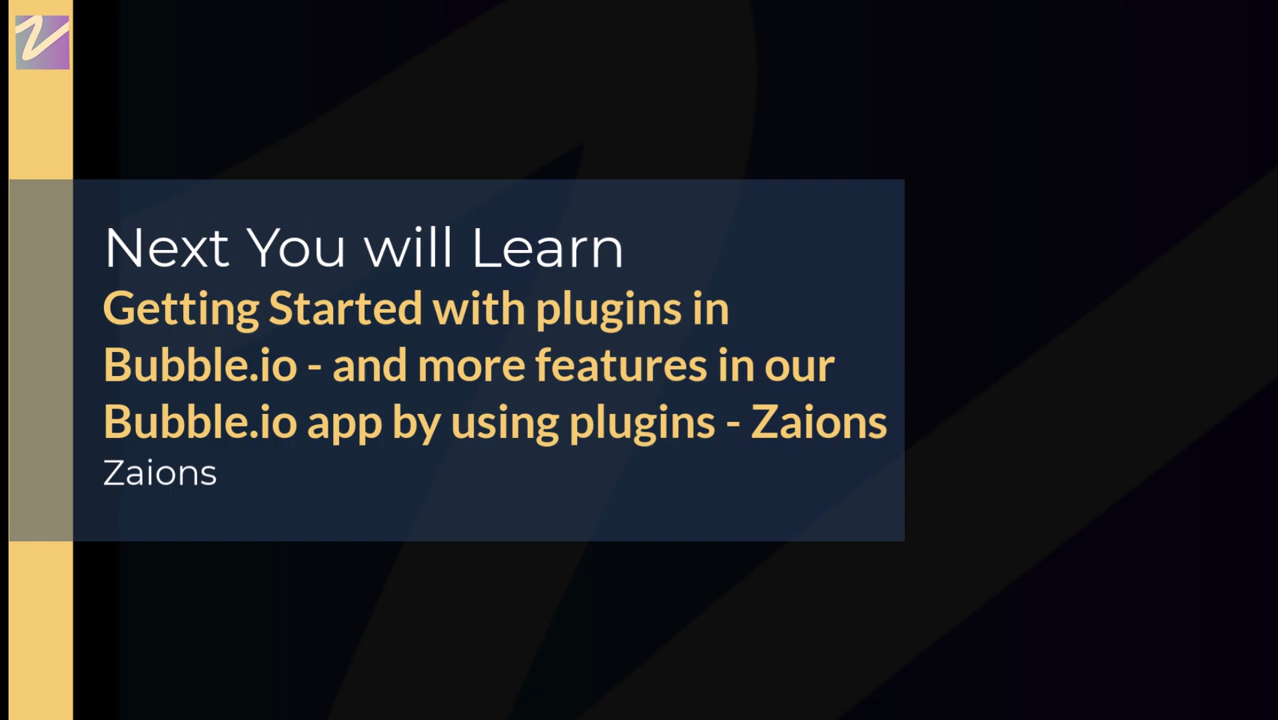 Next You will Learn
Getting Started with plugins in
Bubble.io - and more features in our
Bubble.io app by using plugins - Zaions
Zaions